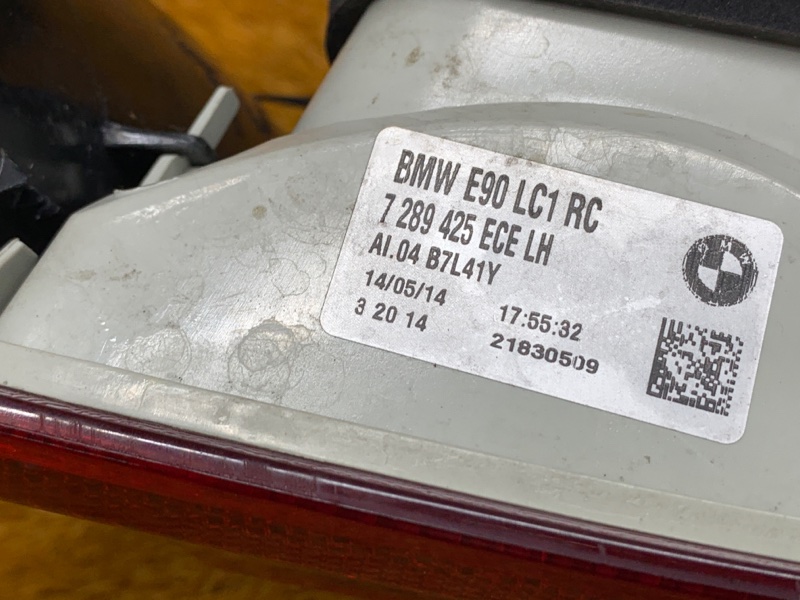 BMW E90 LC1 RC
7 289 425 ECE LH
AI.04 B7L41Y
14/05/14 17:55:32
3 20 14 21830509
BMW